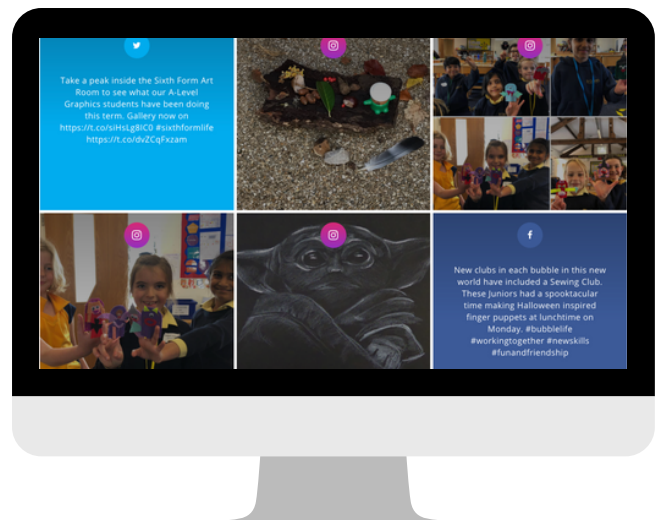 Take a peak inside the Sixth Form Art
Room to see what our A-Level
Graphics students have been doing
this term. Gallery now on
https://t.co/siHsLg8IC0 #sixthformlife
https://t.co/dvZCqFxzam
New clubs in each bubble in this new
world have included a Sewing Club.
These Juniors had a spooktacular
time making Halloween inspired
finger puppets at lunchtime on
Monday. #bubblelife
#workingtogether #newskills
#funandfriendship